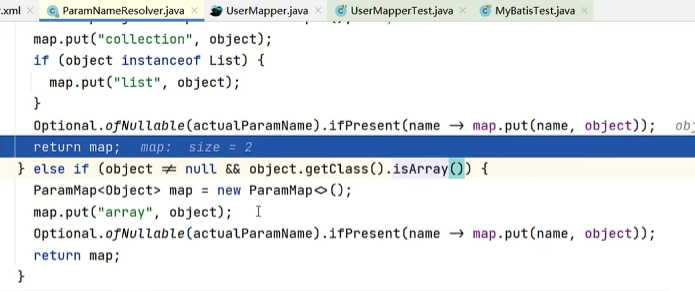 .xml × ParamNameResolver.java × UserMapper.java × UserMapperTest.java × MyBatisTest.java ×
map.put("collection", object);
if (object instanceof List) {
map.put("list", object);
}
Optional.ofNullable(actualParamName).ifPresent(name → map.put(name, object)); obj
return map; map: size = 2
} else if (object ≠ null && object.getClass().isArray()) {
ParamMap<Object> map = new ParamMap<>();
map.put("array", object);
Optional.ofNullable(actualParamName).ifPresent(name → map.put(name, object));
return map;
}